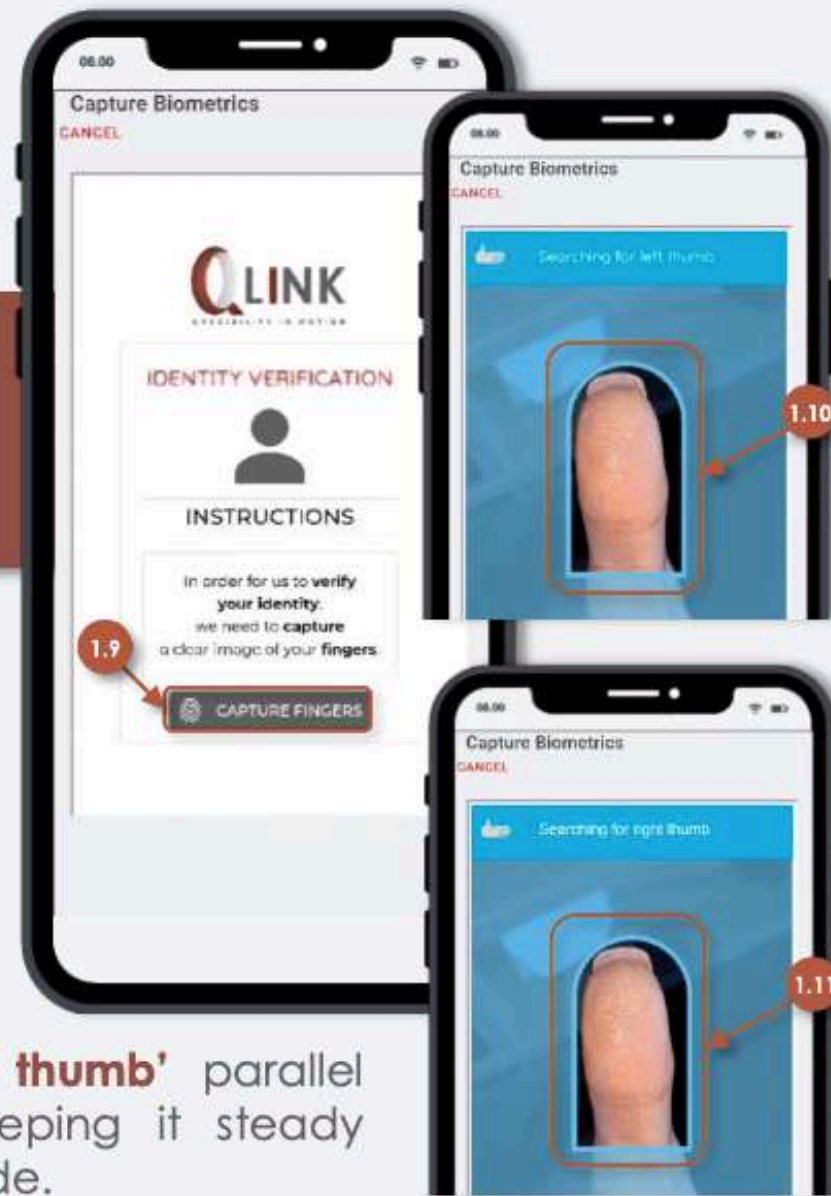 08.00
Capture Biometrics
CANCEL
QLINK
IDENTITY VERIFICATION
INSTRUCTIONS
In order for us to verify
your identity,
we need to capture
a clear image of your fingers
1.9
CAPTURE FINGERS
08.00
Capture Biometrics
CANCEL
Searching for left thumb
1.10
08.00
Capture Biometrics
CANCEL
Searching for right thumb
1.11
thumb' parallel
eeping it steady
de.